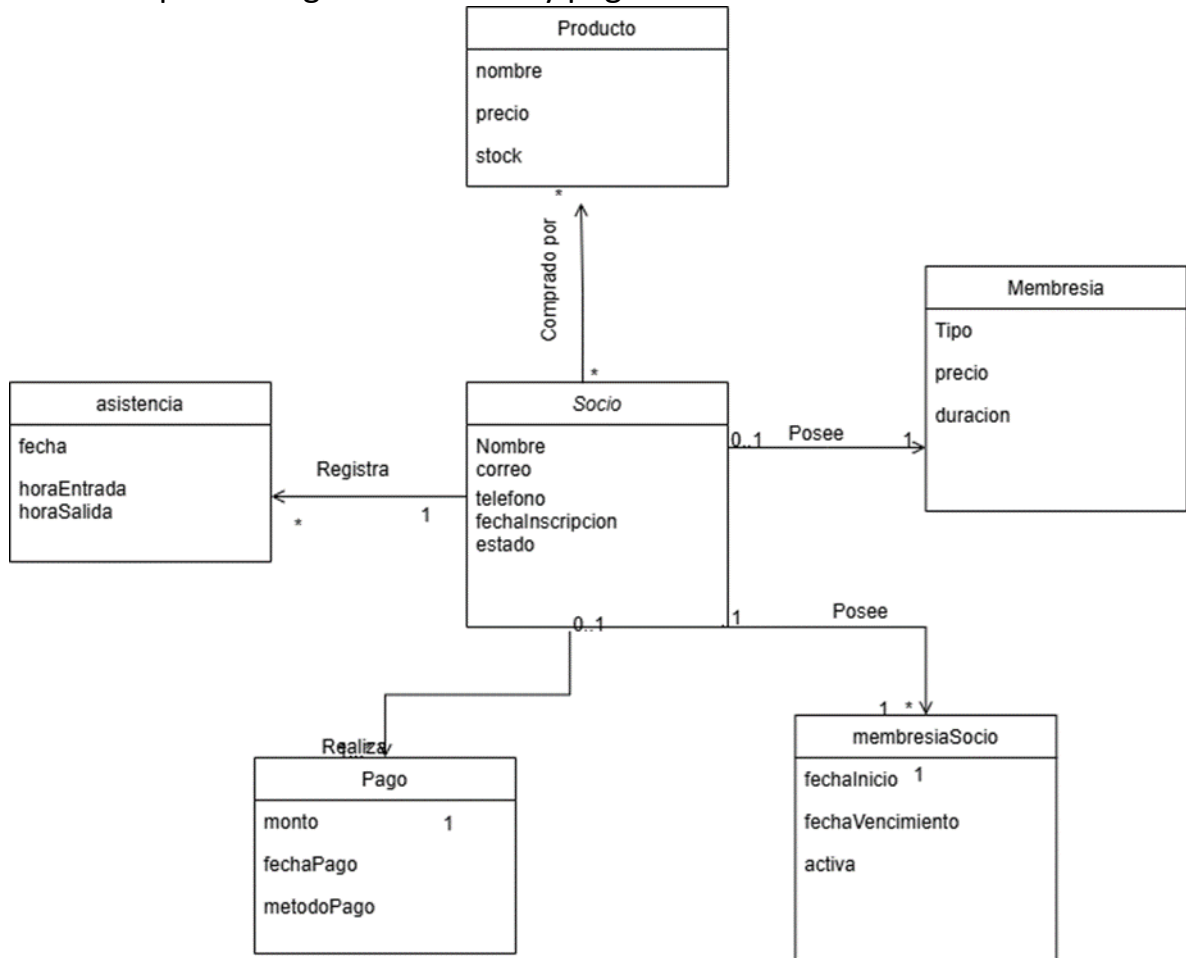 Producto
nombre
precio
stock
*
Comprado por
*
Membresia
Tipo
precio
duracion
asistencia
fecha
horaEntrada
horaSalida
Registra
*
1
Socio
Nombre
correo
telefono
fechaInscripcion
estado
0..1
Posee
1
0..1
.1
Posee
1 *
membresiaSocio
fechaInicio 1
fechaVencimiento
activa
Realiza
Pago
monto 1
fechaPago
metodoPago